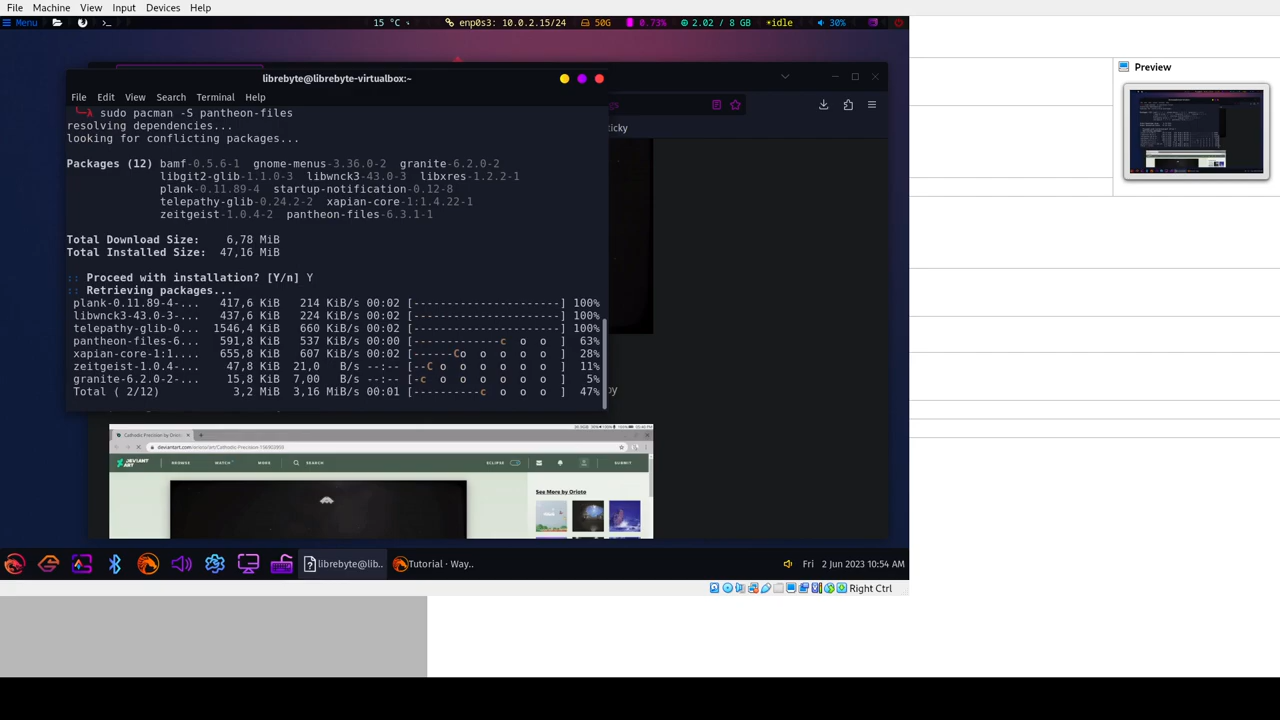 File Machine View Input Devices Help
Menu 15 °C enp0s3: 10.0.2.15/24 50G 0.73% 2.02 / 8 GB idle 30%
librebyte@librebyte-virtualbox:~
File Edit View Search Terminal Help
sudo pacman -S pantheon-files
resolving dependencies...
looking for conflicting packages...
Packages (12) bamf-0.5.6-1 gnome-menus-3.36.0-2 granite-6.2.0-2
libgit2-glib-1.1.0-3 libwnck3-43.0-3 libxres-1.2.2-1
plank-0.11.89-4 startup-notification-0.12-8
telepathy-glib-0.24.2-2 xapian-core-1:1.4.22-1
zeitgeist-1.0.4-2 pantheon-files-6.3.1-1
Total Download Size: 6,78 MiB
Total Installed Size: 47,16 MiB
:: Proceed with installation? [Y/n] Y
:: Retrieving packages...
plank-0.11.89-4-... 417,6 KiB 214 KiB/s 00:02 [----------------------] 100%
libwnck3-43.0-3-... 437,6 KiB 224 KiB/s 00:02 [----------------------] 100%
telepathy-glib-0... 1546,4 KiB 660 KiB/s 00:02 [----------------------] 100%
pantheon-files-6... 591,8 KiB 537 KiB/s 00:00 [-------------c o o o ] 63%
xapian-core-1:1.... 655,8 KiB 607 KiB/s 00:02 [------Co o o o o ] 28%
zeitgeist-1.0.4-... 47,8 KiB 21,0 B/s --:-- [--C o o o o o o ] 11%
granite-6.2.0-2-... 15,8 KiB 7,00 B/s --:-- [-c o o o o o o ] 5%
Total ( 2/12) 3,2 MiB 3,16 MiB/s 00:01 [----------c o o o ] 47%
Preview
DEVIANT ART BROWSE WATCH MORE SEARCH ECLIPSE SUBMIT
See More by Orioto
librebyte@lib.. Tutorial · Way.. Fri 2 Jun 2023 10:54 AM
Right Ctrl